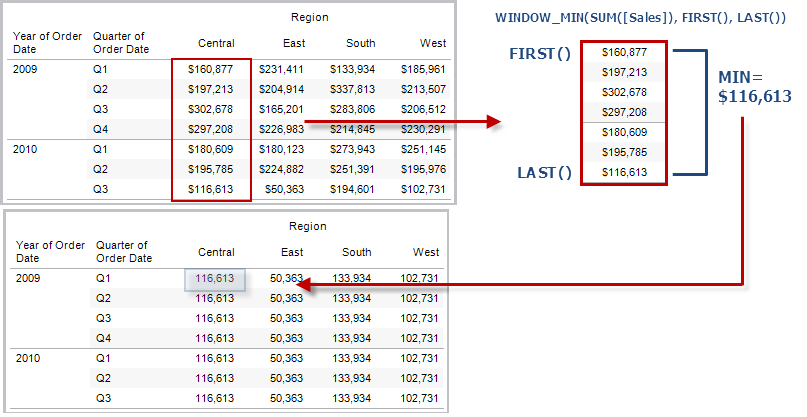 Region
Year of Order Date Quarter of Order Date Central East South West
2009 Q1 $160,877 $231,411 $133,934 $185,961
Q2 $197,213 $204,914 $337,813 $213,507
Q3 $302,678 $165,201 $283,806 $206,512
Q4 $297,208 $226,983 $214,845 $230,291
2010 Q1 $180,609 $180,123 $273,943 $251,145
Q2 $195,785 $224,882 $251,391 $195,976
Q3 $116,613 $50,363 $194,601 $102,731
WINDOW_MIN(SUM([Sales]), FIRST(), LAST())
FIRST() $160,877
$197,213
$302,678
$297,208
$180,609
$195,785
LAST() $116,613
MIN=
$116,613
Region
Year of Order Date Quarter of Order Date Central East South West
2009 Q1 116,613 50,363 133,934 102,731
Q2 116,613 50,363 133,934 102,731
Q3 116,613 50,363 133,934 102,731
Q4 116,613 50,363 133,934 102,731
2010 Q1 116,613 50,363 133,934 102,731
Q2 116,613 50,363 133,934 102,731
Q3 116,613 50,363 133,934 102,731